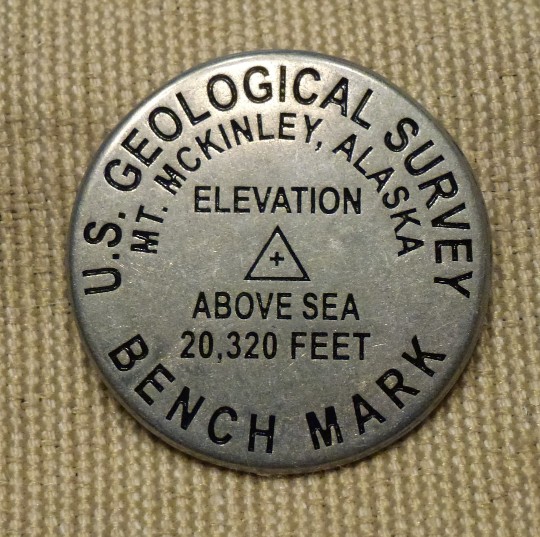 U.S. GEOLOGICAL SURVEY
MT. MCKINLEY, ALASKA
ELEVATION
ABOVE SEA
20,320 FEET
BENCH MARK